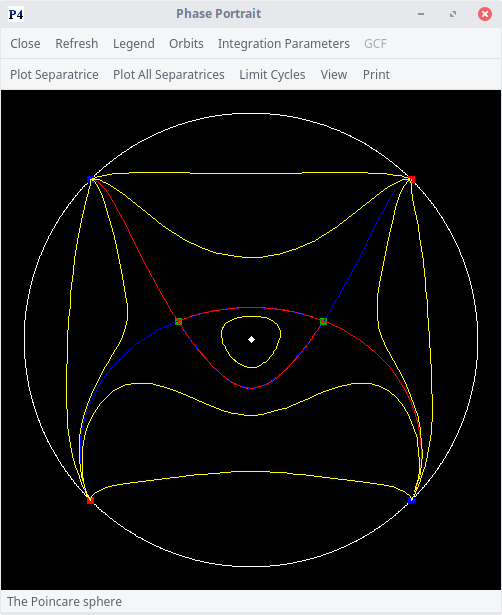 P4 Phase Portrait
Close Refresh Legend Orbits Integration Parameters GCF
Plot Separatrice Plot All Separatrices Limit Cycles View Print
The Poincare sphere